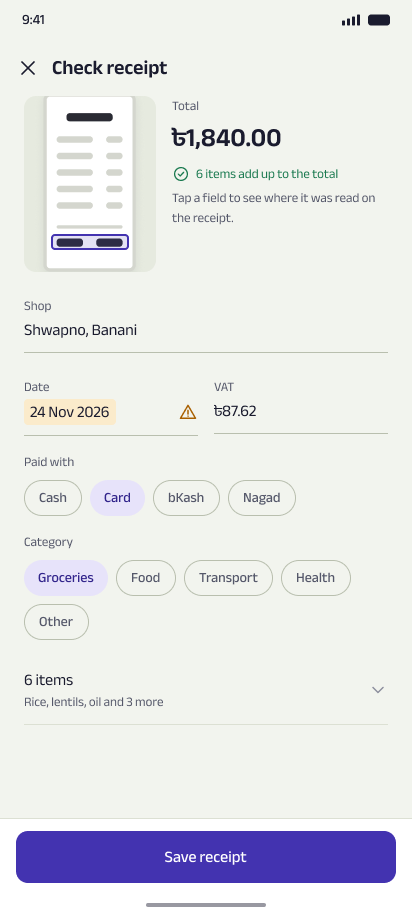 9:41
Check receipt
Total
৳1,840.00
6 items add up to the total
Tap a field to see where it was read on
the receipt.
Shop
Shwapno, Banani
Date
24 Nov 2026
VAT
৳87.62
Paid with
Cash
Card
bKash
Nagad
Category
Groceries
Food
Transport
Health
Other
6 items
Rice, lentils, oil and 3 more
Save receipt